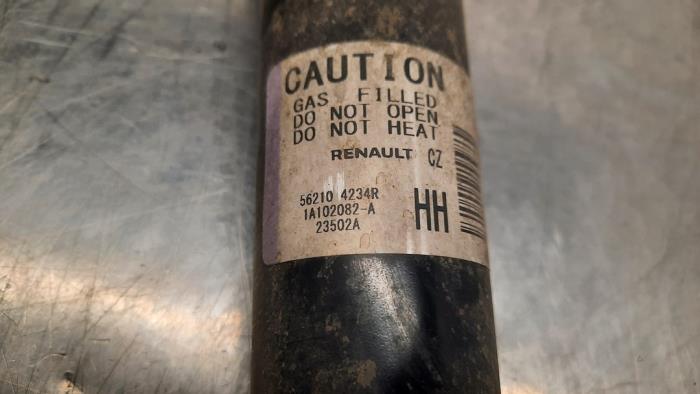 CAUTION
GAS FILLED
DO NOT OPEN
DO NOT HEAT
RENAULT CZ
56210 4234R
1A102082-A
23502A
HH